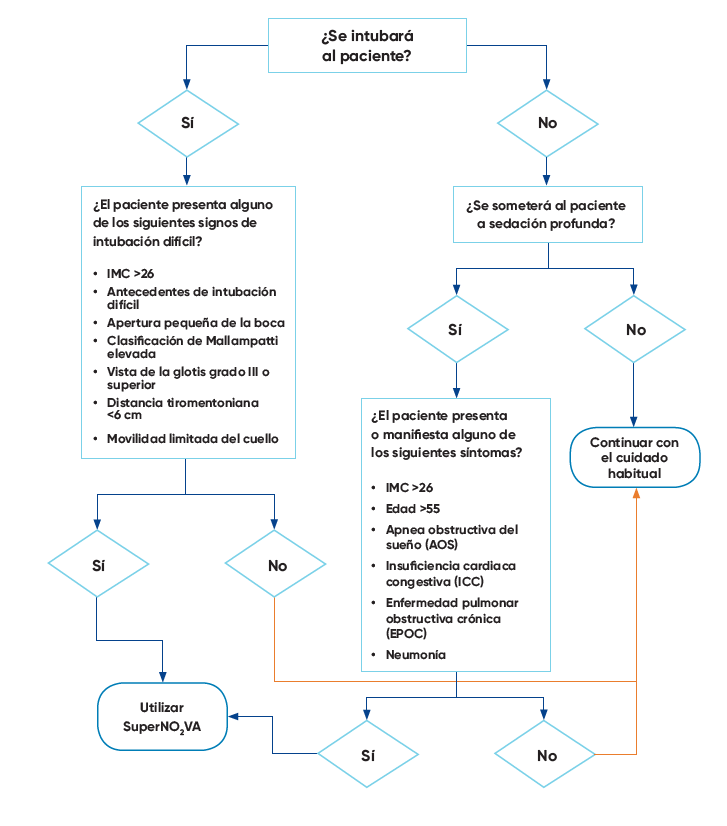 ¿Se intubará
al paciente?
Sí
No
¿El paciente presenta alguno
de los siguientes signos de
intubación difícil?
• IMC >26
• Antecedentes de intubación
difícil
• Apertura pequeña de la boca
• Clasificación de Mallampatti
elevada
• Vista de la glotis grado III o
superior
• Distancia tiromentoniana
<6 cm
• Movilidad limitada del cuello
¿Se someterá al paciente
a sedación profunda?
Sí
No
¿El paciente presenta
o manifiesta alguno de
los siguientes síntomas?
• IMC >26
• Edad >55
• Apnea obstructiva del
sueño (AOS)
• Insuficiencia cardiaca
congestiva (ICC)
• Enfermedad pulmonar
obstructiva crónica
(EPOC)
• Neumonía
Continuar con
el cuidado
habitual
Sí
No
Utilizar
SuperNO₂VA
Sí
No